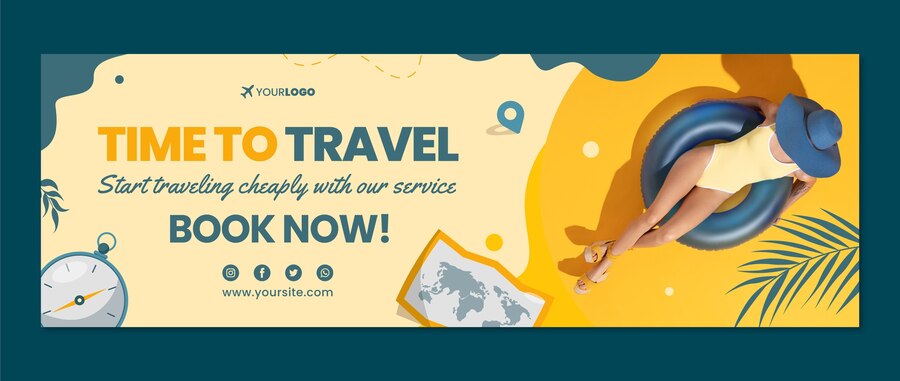 YOURLOGO
TIME TO TRAVEL
Start traveling cheaply with our service
BOOK NOW!
www.yoursite.com